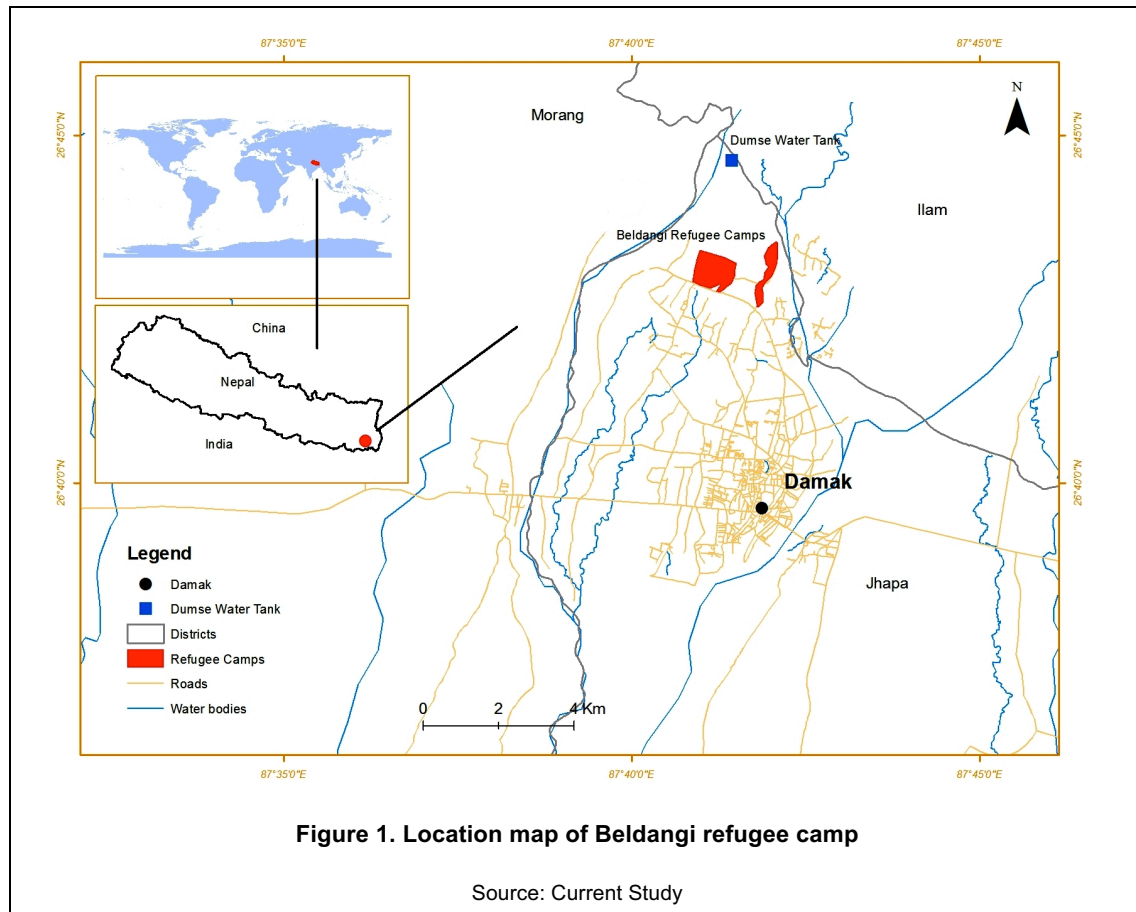 87°35'0"E
87°40'0"E
87°45'0"E
26°45'0"N
26°45'0"N
N
Morang
Dumse Water Tank
Ilam
Beldangi Refugee Camps
China
Nepal
India
26°40'0"N
26°40'0"N
Damak
Jhapa
Legend
Damak
Dumse Water Tank
Districts
Refugee Camps
Roads
Water bodies
0 2 4 Km
87°35'0"E
87°40'0"E
87°45'0"E
Figure 1. Location map of Beldangi refugee camp
Source: Current Study